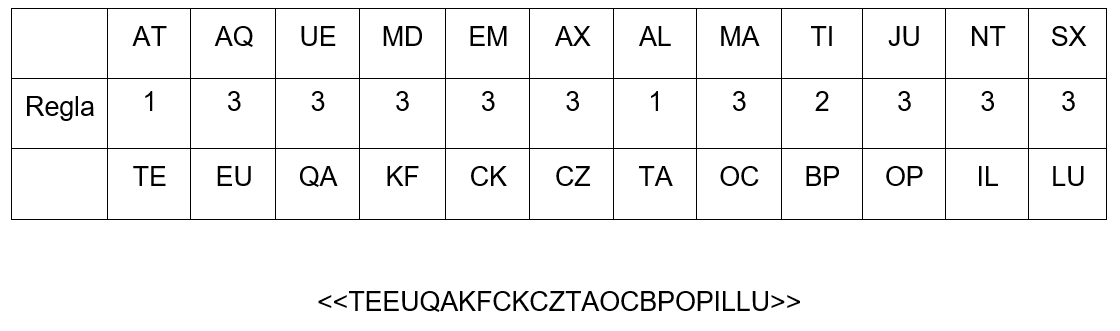 AT AQ UE MD EM AX AL MA TI JU NT SX
Regla 1 3 3 3 3 3 1 3 2 3 3 3
TE EU QA KF CK CZ TA OC BP OP IL LU
<<TEEUQAKFCKCZTAOCBPOPILLU>>